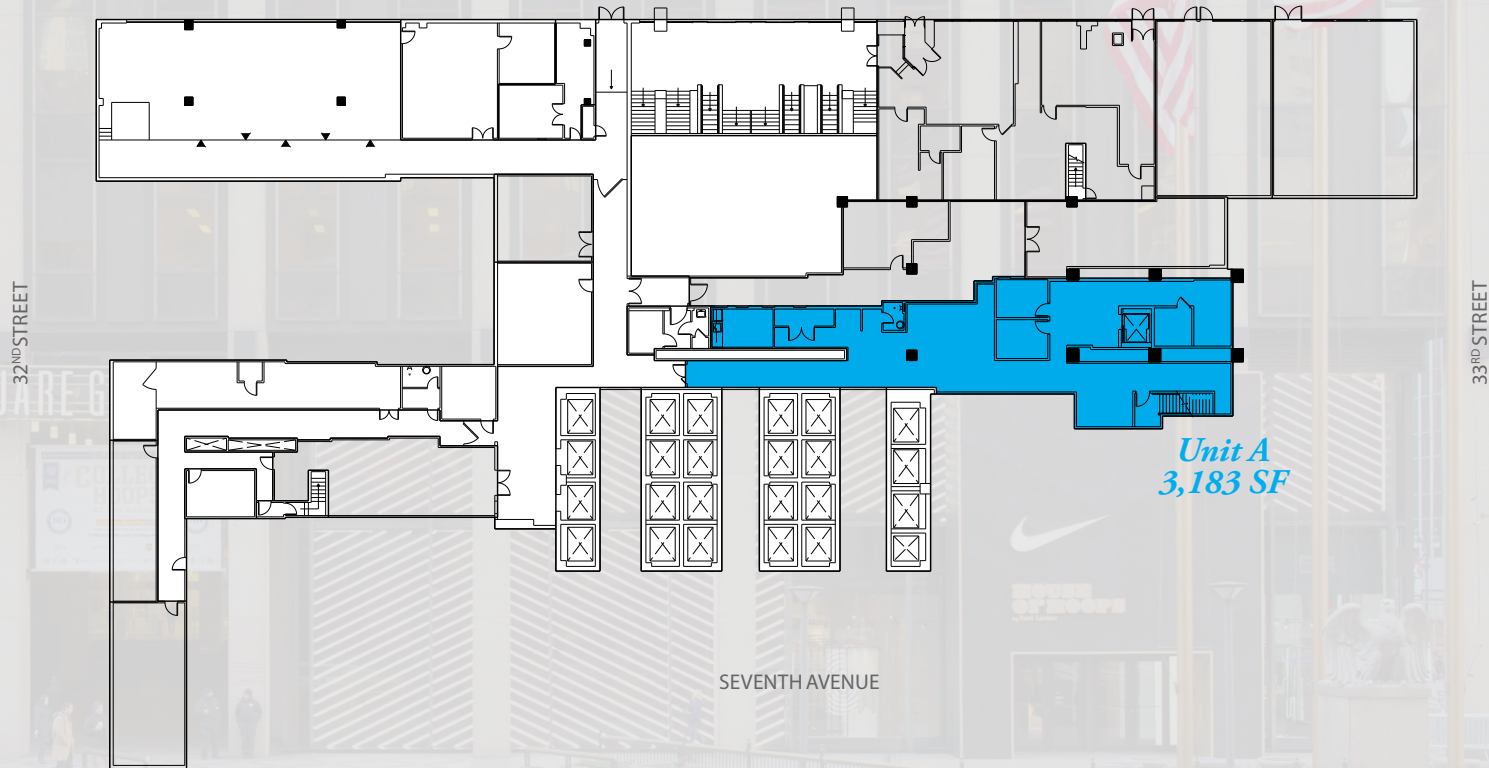 32ND STREET
33RD STREET
Unit A
3,183 SF
SEVENTH AVENUE